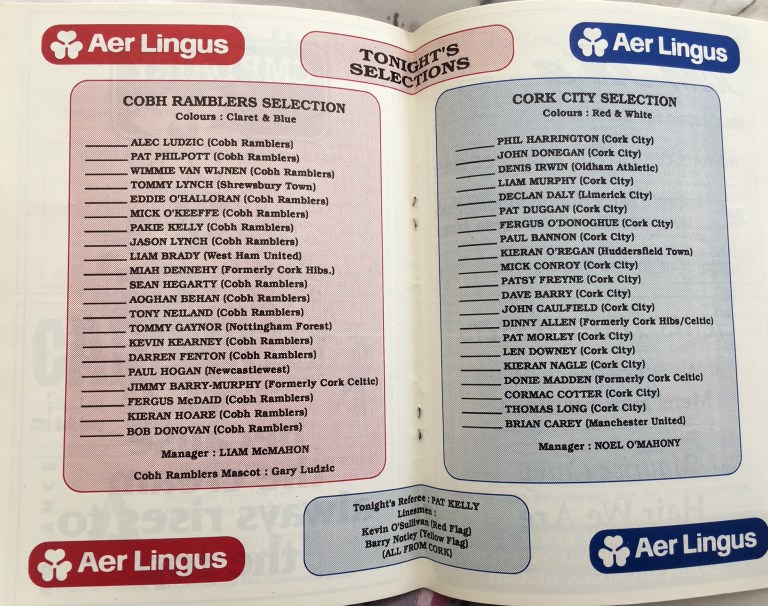 Aer Lingus
TONIGHT'S
SELECTIONS
Aer Lingus
COBH RAMBLERS SELECTION
Colours : Claret & Blue
ALEC LUDZIC (Cobh Ramblers)
PAT PHILPOTT (Cobh Ramblers)
WIMMIE VAN WIJNEN (Cobh Ramblers)
TOMMY LYNCH (Shrewsbury Town)
EDDIE O'HALLORAN (Cobh Ramblers)
MICK O'KEEFFE (Cobh Ramblers)
PAKIE KELLY (Cobh Ramblers)
JASON LYNCH (Cobh Ramblers)
LIAM BRADY (West Ham United)
MIAH DENNEHY (Formerly Cork Hibs.)
SEAN HEGARTY (Cobh Ramblers)
AOGHAN BEHAN (Cobh Ramblers)
TONY NEILAND (Cobh Ramblers)
TOMMY GAYNOR (Nottingham Forest)
KEVIN KEARNEY (Cobh Ramblers)
DARREN FENTON (Cobh Ramblers)
PAUL HOGAN (Newcastlewest)
JIMMY BARRY-MURPHY (Formerly Cork Celtic)
FERGUS McDAID (Cobh Ramblers)
KIERAN HOARE (Cobh Ramblers)
BOB DONOVAN (Cobh Ramblers)
Manager : LIAM McMAHON
Cobh Ramblers Mascot : Gary Ludzic
CORK CITY SELECTION
Colours : Red & White
PHIL HARRINGTON (Cork City)
JOHN DONEGAN (Cork City)
DENIS IRWIN (Oldham Athletic)
LIAM MURPHY (Cork City)
DECLAN DALY (Limerick City)
PAT DUGGAN (Cork City)
FERGUS O'DONOGHUE (Cork City)
PAUL BANNON (Cork City)
KIERAN O'REGAN (Huddersfield Town)
MICK CONROY (Cork City)
PATSY FREYNE (Cork City)
DAVE BARRY (Cork City)
JOHN CAULFIELD (Cork City)
DINNY ALLEN (Formerly Cork Hibs/Celtic)
PAT MORLEY (Cork City)
LEN DOWNEY (Cork City)
KIERAN NAGLE (Cork City)
DONIE MADDEN (Formerly Cork Celtic)
CORMAC COTTER (Cork City)
THOMAS LONG (Cork City)
BRIAN CAREY (Manchester United)
Manager : NOEL O'MAHONY
Tonight's Referee : PAT KELLY
Linesmen :
Kevin O'Sullivan (Red Flag)
Barry Notley (Yellow Flag)
(ALL FROM CORK)
Aer Lingus
Aer Lingus